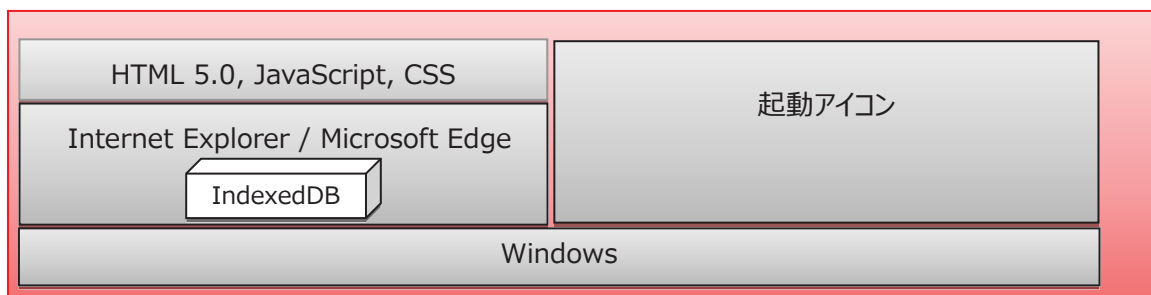 HTML 5.0, JavaScript, CSS
起動アイコン
Internet Explorer / Microsoft Edge
IndexedDB
Windows